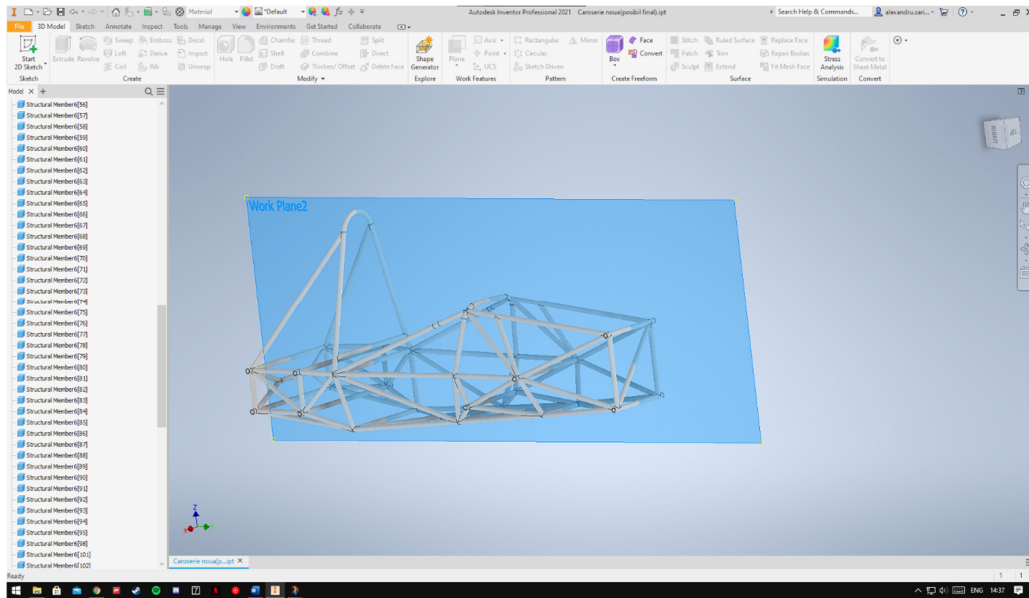 Material
*Default
Autodesk Inventor Professional 2021 Caroserie noua(posibil final).ipt
Search Help & Commands...
alexandru.zari...
File 3D Model Sketch Annotate Inspect Tools Manage View Environments Get Started Collaborate
Start 2D Sketch
Extrude Revolve
Sweep Emboss Decal
Loft Derive Import
Coil Rib Unwrap
Hole Fillet
Chamfer Thread Split
Shell Combine Direct
Draft Thicken/ Offset Delete Face
Shape Generator
Plane
Axis
Point
UCS
Rectangular Mirror
Circular
Sketch Driven
Box
Face
Convert
Stitch Ruled Surface Replace Face
Patch Trim Repair Bodies
Sculpt Extend Fit Mesh Face
Stress Analysis
Convert to Sheet Metal
Sketch Create Modify Explore Work Features Pattern Create Freeform Surface Simulation Convert
Model
Structural Member6[56]
Structural Member6[57]
Structural Member6[58]
Structural Member6[59]
Structural Member6[60]
Structural Member6[61]
Structural Member6[62]
Structural Member6[63]
Structural Member6[64]
Structural Member6[65]
Structural Member6[66]
Structural Member6[67]
Structural Member6[68]
Structural Member6[69]
Structural Member6[70]
Structural Member6[71]
Structural Member6[72]
Structural Member6[73]
Structural Member6[74]
Structural Member6[75]
Structural Member6[76]
Structural Member6[77]
Structural Member6[78]
Structural Member6[79]
Structural Member6[80]
Structural Member6[81]
Structural Member6[82]
Structural Member6[83]
Structural Member6[84]
Structural Member6[85]
Structural Member6[86]
Structural Member6[87]
Structural Member6[88]
Structural Member6[89]
Structural Member6[90]
Structural Member6[91]
Structural Member6[92]
Structural Member6[93]
Structural Member6[94]
Structural Member6[95]
Structural Member6[98]
Structural Member6[101]
Structural Member6[102]
Work Plane2
RIGHT
Z
X
Y
Caroserie noua(p...ipt
Ready
1 1
ENG 14:37